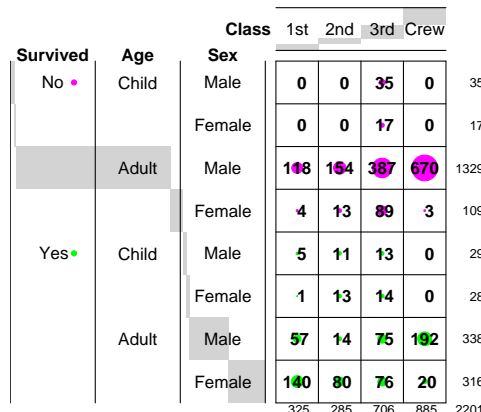 Class 1st 2nd 3rd Crew
Survived Age Sex
No Child Male 0 0 35 0 35
Female 0 0 17 0 17
Adult Male 118 154 387 670 1329
Female 4 13 89 3 109
Yes Child Male 5 11 13 0 29
Female 1 13 14 0 28
Adult Male 57 14 75 192 338
Female 140 80 76 20 316
325 285 706 885 2201